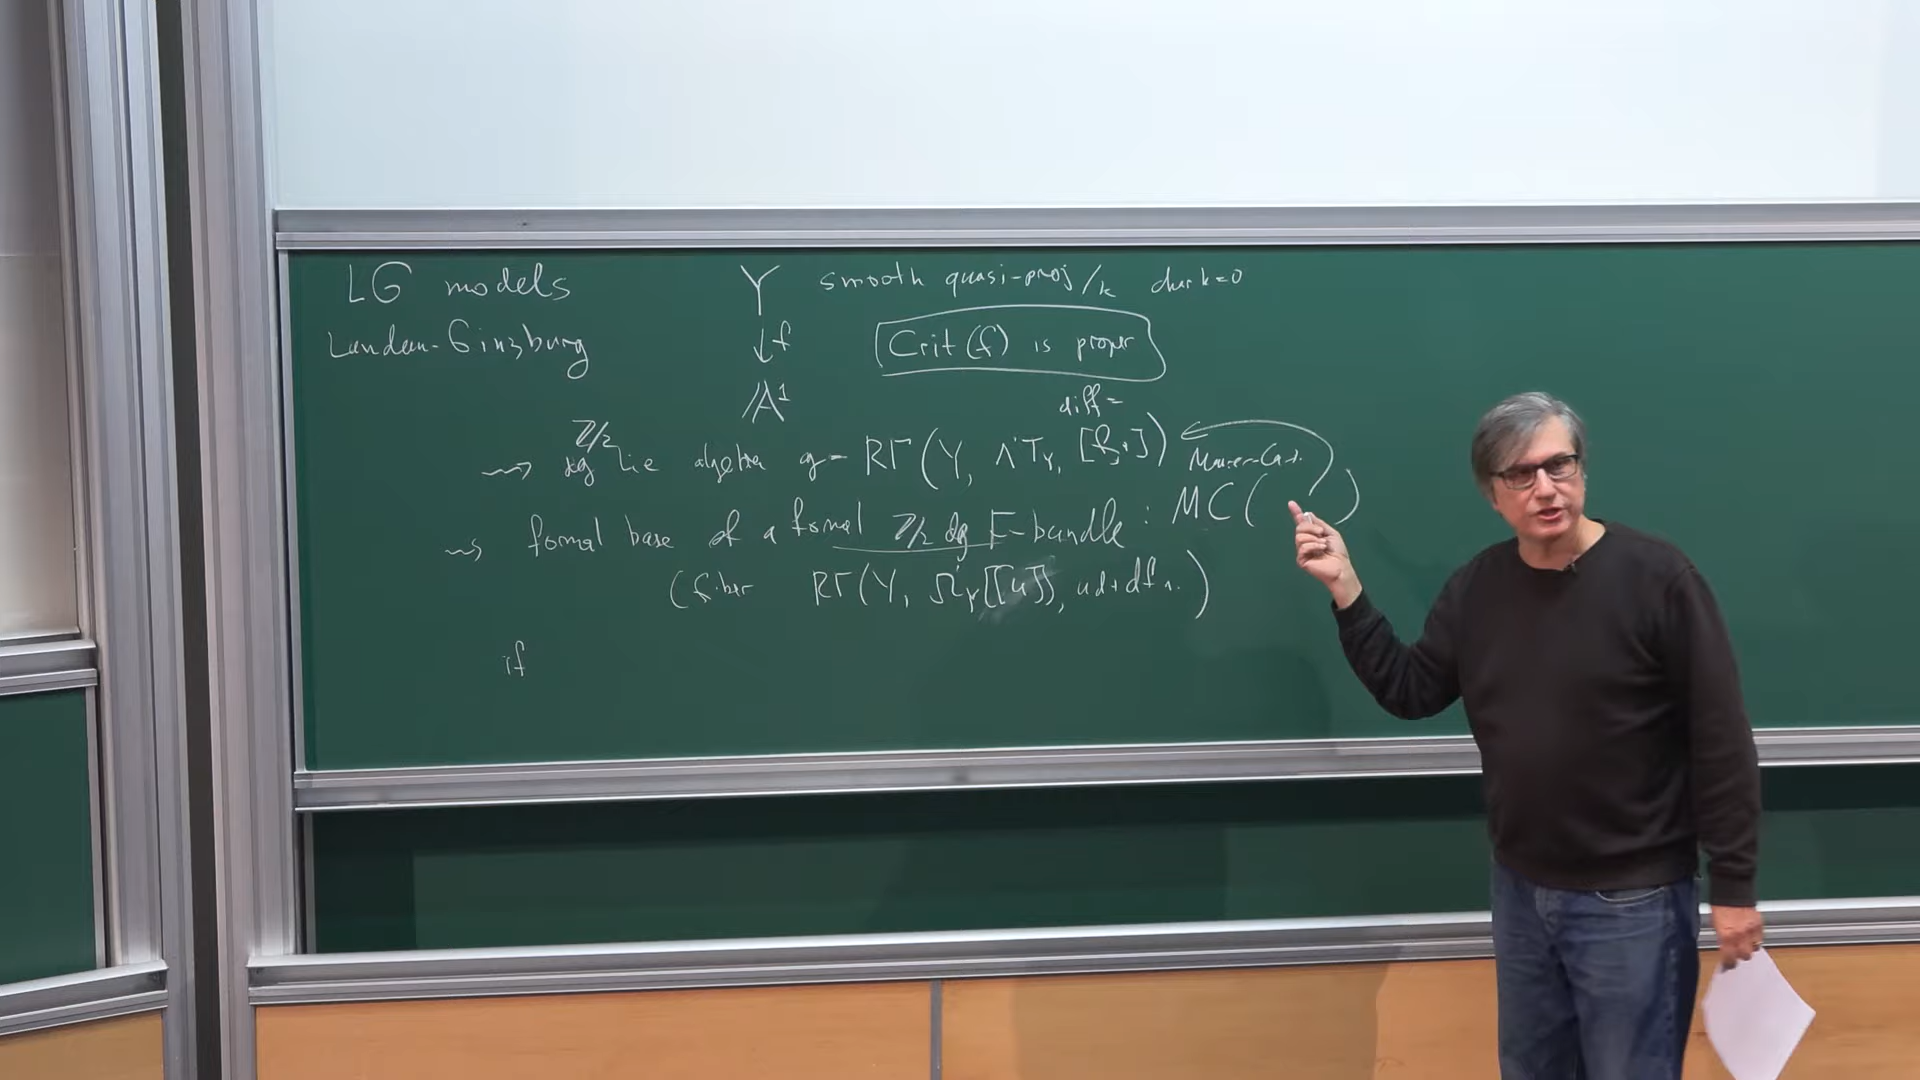 LG models Y smooth quasi-proj/k char k=0
Landau-Ginzburg ↓f Crit(f) is proper
𝔸¹ diff=
Z/2
⇝ dg Lie algebra g = RΓ(Y, Λ˙T_Y, [f,·]) Maurer-Cart.
⇝ formal base of a formal Z/2 dg F-bundle : MC( )
(fiber RΓ(Y, Ω˙_Y[[u]], ud+df∧·)
if